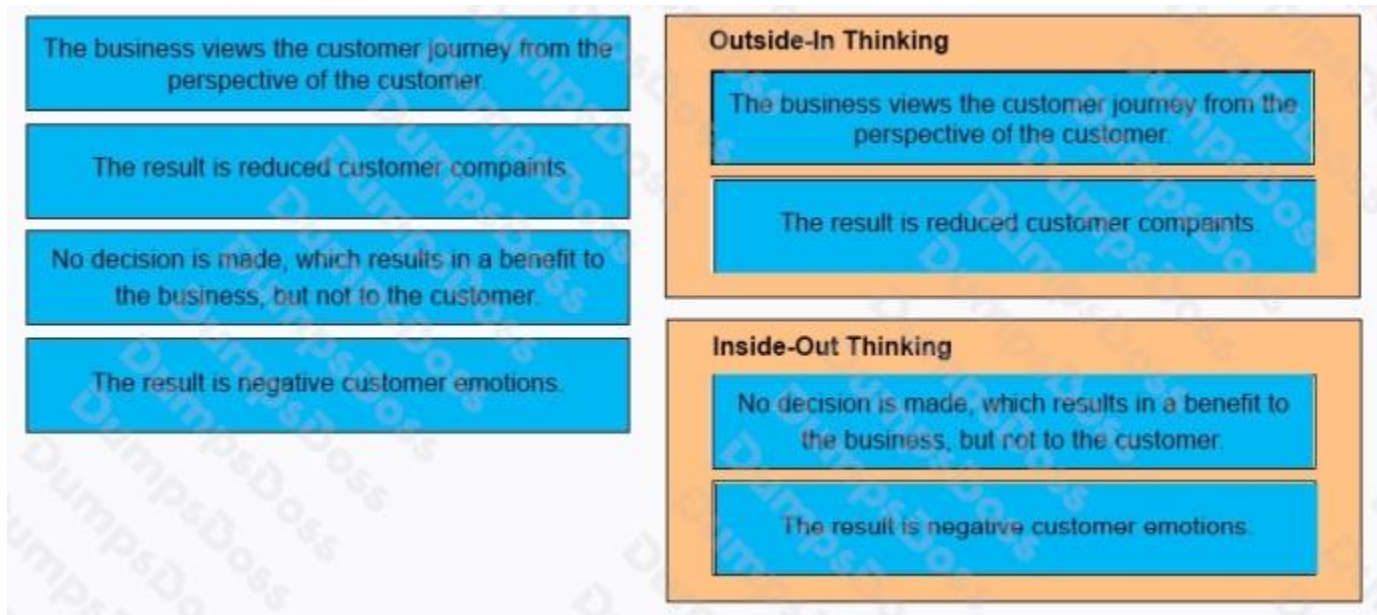 The business views the customer journey from the
perspective of the customer.
The result is reduced customer compaints.
No decision is made, which results in a benefit to
the business, but not to the customer.
The result is negative customer emotions.
Outside-In Thinking
The business views the customer journey from the
perspective of the customer.
The result is reduced customer compaints.
Inside-Out Thinking
No decision is made, which results in a benefit to
the business, but not to the customer.
The result is negative customer emotions.
DumpsDoss